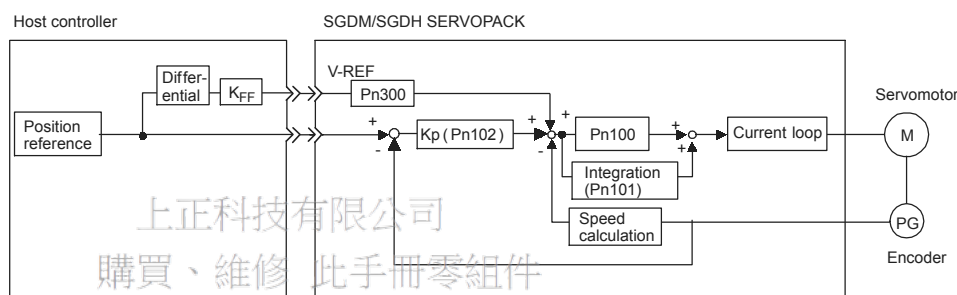 Host controller
SGDM/SGDH SERVOPACK
V-REF
Differ-
ential
KFF
Pn300
Servomotor
Position
reference
+
-
Kp (Pn102)
+
-
+
Pn100
+
+
Current loop
M
Integration
(Pn101)
Speed
calculation
PG
Encoder
上正科技有限公司
購買、維修 此手冊零組件